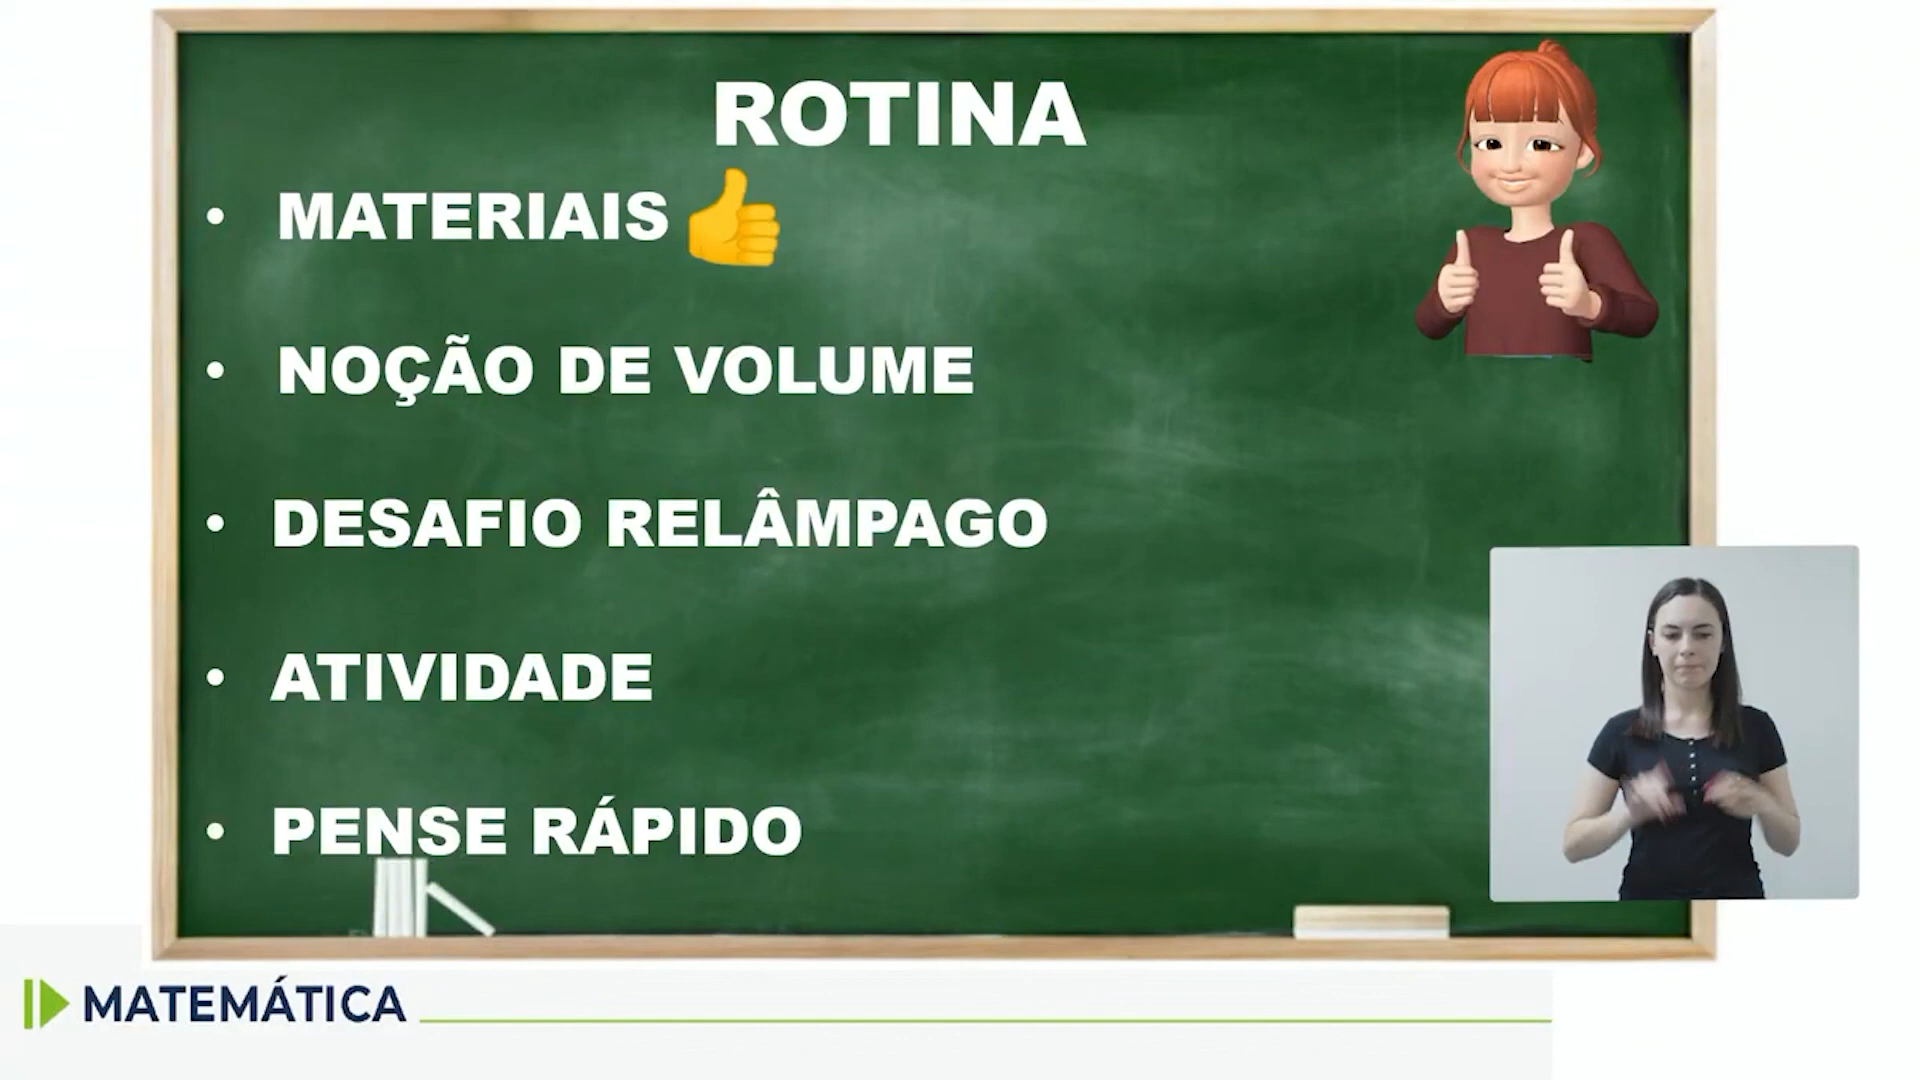 ROTINA
• MATERIAIS 👍
• NOÇÃO DE VOLUME
• DESAFIO RELÂMPAGO
• ATIVIDADE
• PENSE RÁPIDO
MATEMÁTICA